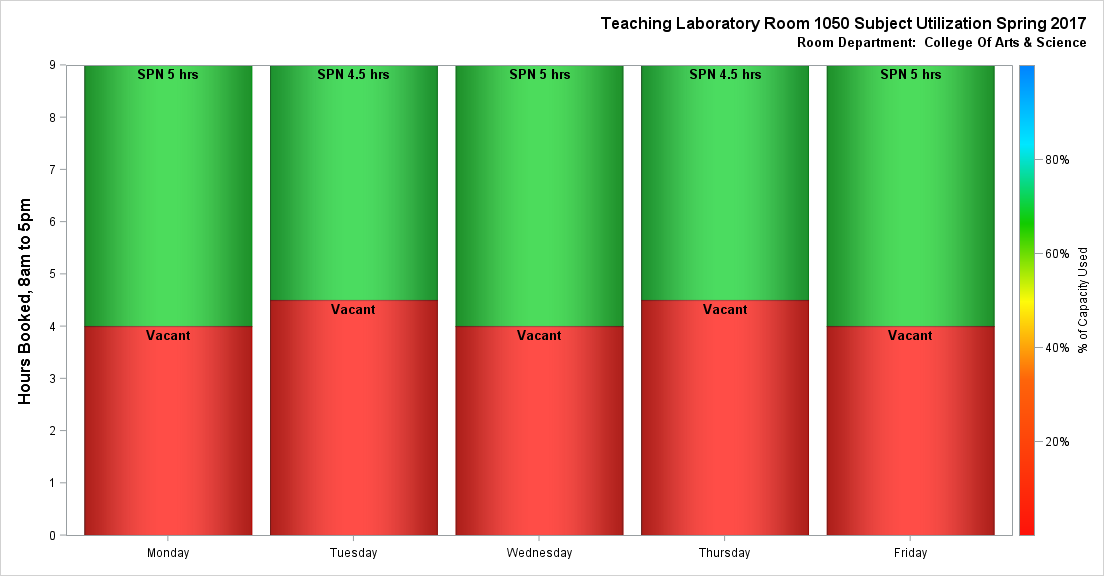 Teaching Laboratory Room 1050 Subject Utilization Spring 2017
Room Department: College Of Arts & Science
Hours Booked, 8am to 5pm
9
8
7
6
5
4
3
2
1
0
SPN 5 hrs
SPN 4.5 hrs
SPN 5 hrs
SPN 4.5 hrs
SPN 5 hrs
Vacant
Vacant
Vacant
Vacant
Vacant
Monday
Tuesday
Wednesday
Thursday
Friday
80%
60%
40%
20%
% of Capacity Used